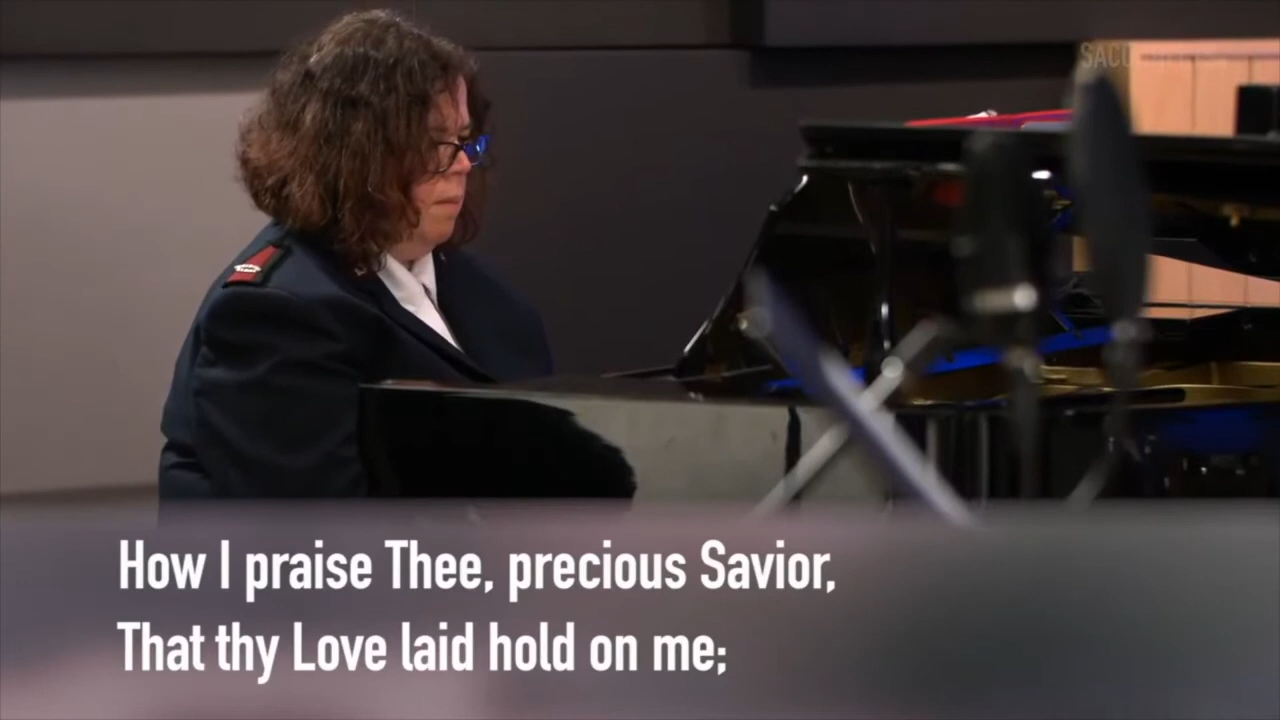 How I praise Thee, precious Savior,
That thy Love laid hold on me;